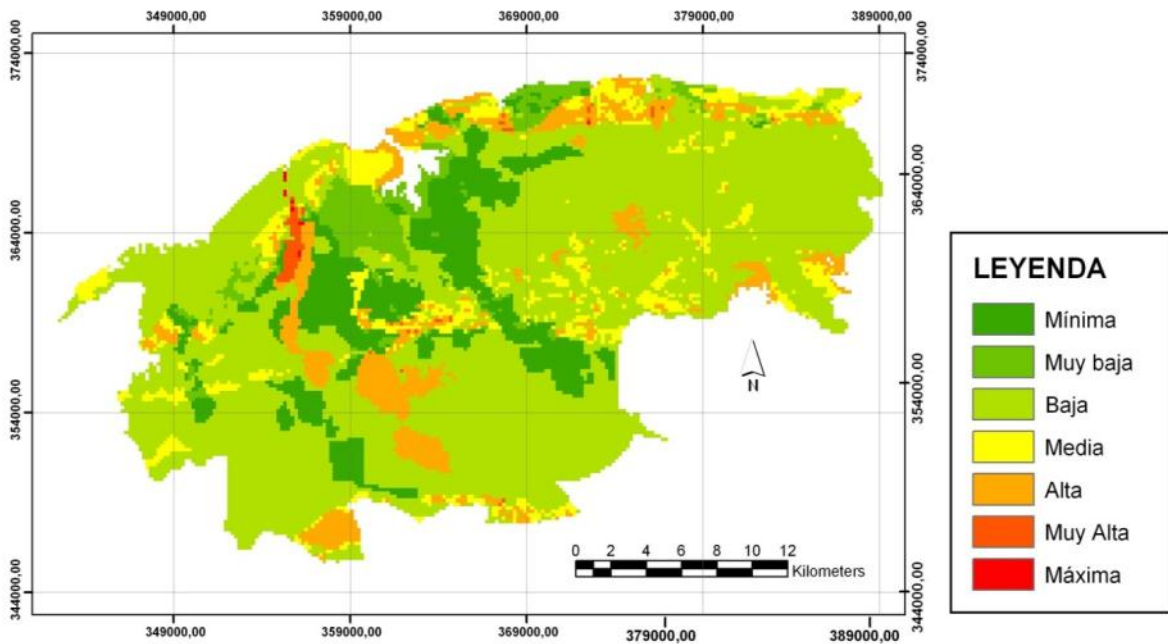 349000,00 359000,00 369000,00 379000,00 389000,00
374000,00 374000,00
364000,00 364000,00
354000,00 354000,00
344000,00 344000,00
N
0 2 4 6 8 10 12
Kilometers
349000,00 359000,00 369000,00 379000,00 389000,00
LEYENDA
Mínima
Muy baja
Baja
Media
Alta
Muy Alta
Máxima